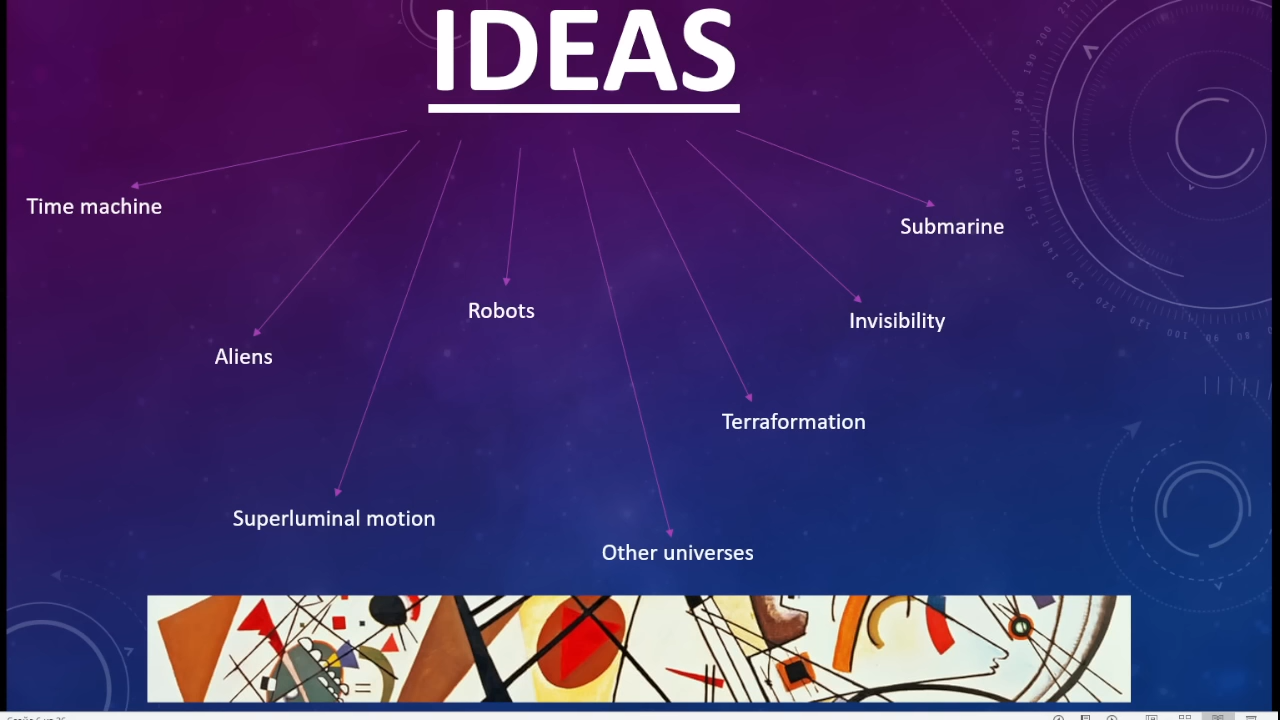 IDEAS
Time machine
Submarine
Robots
Invisibility
Aliens
Terraformation
Superluminal motion
Other universes